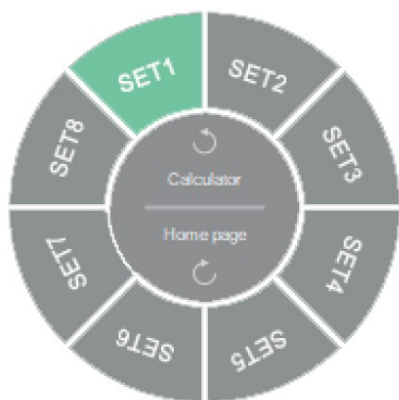 SET1
SET2
SET3
SET4
SET5
SET6
SET7
SET8
Calculator
Home page